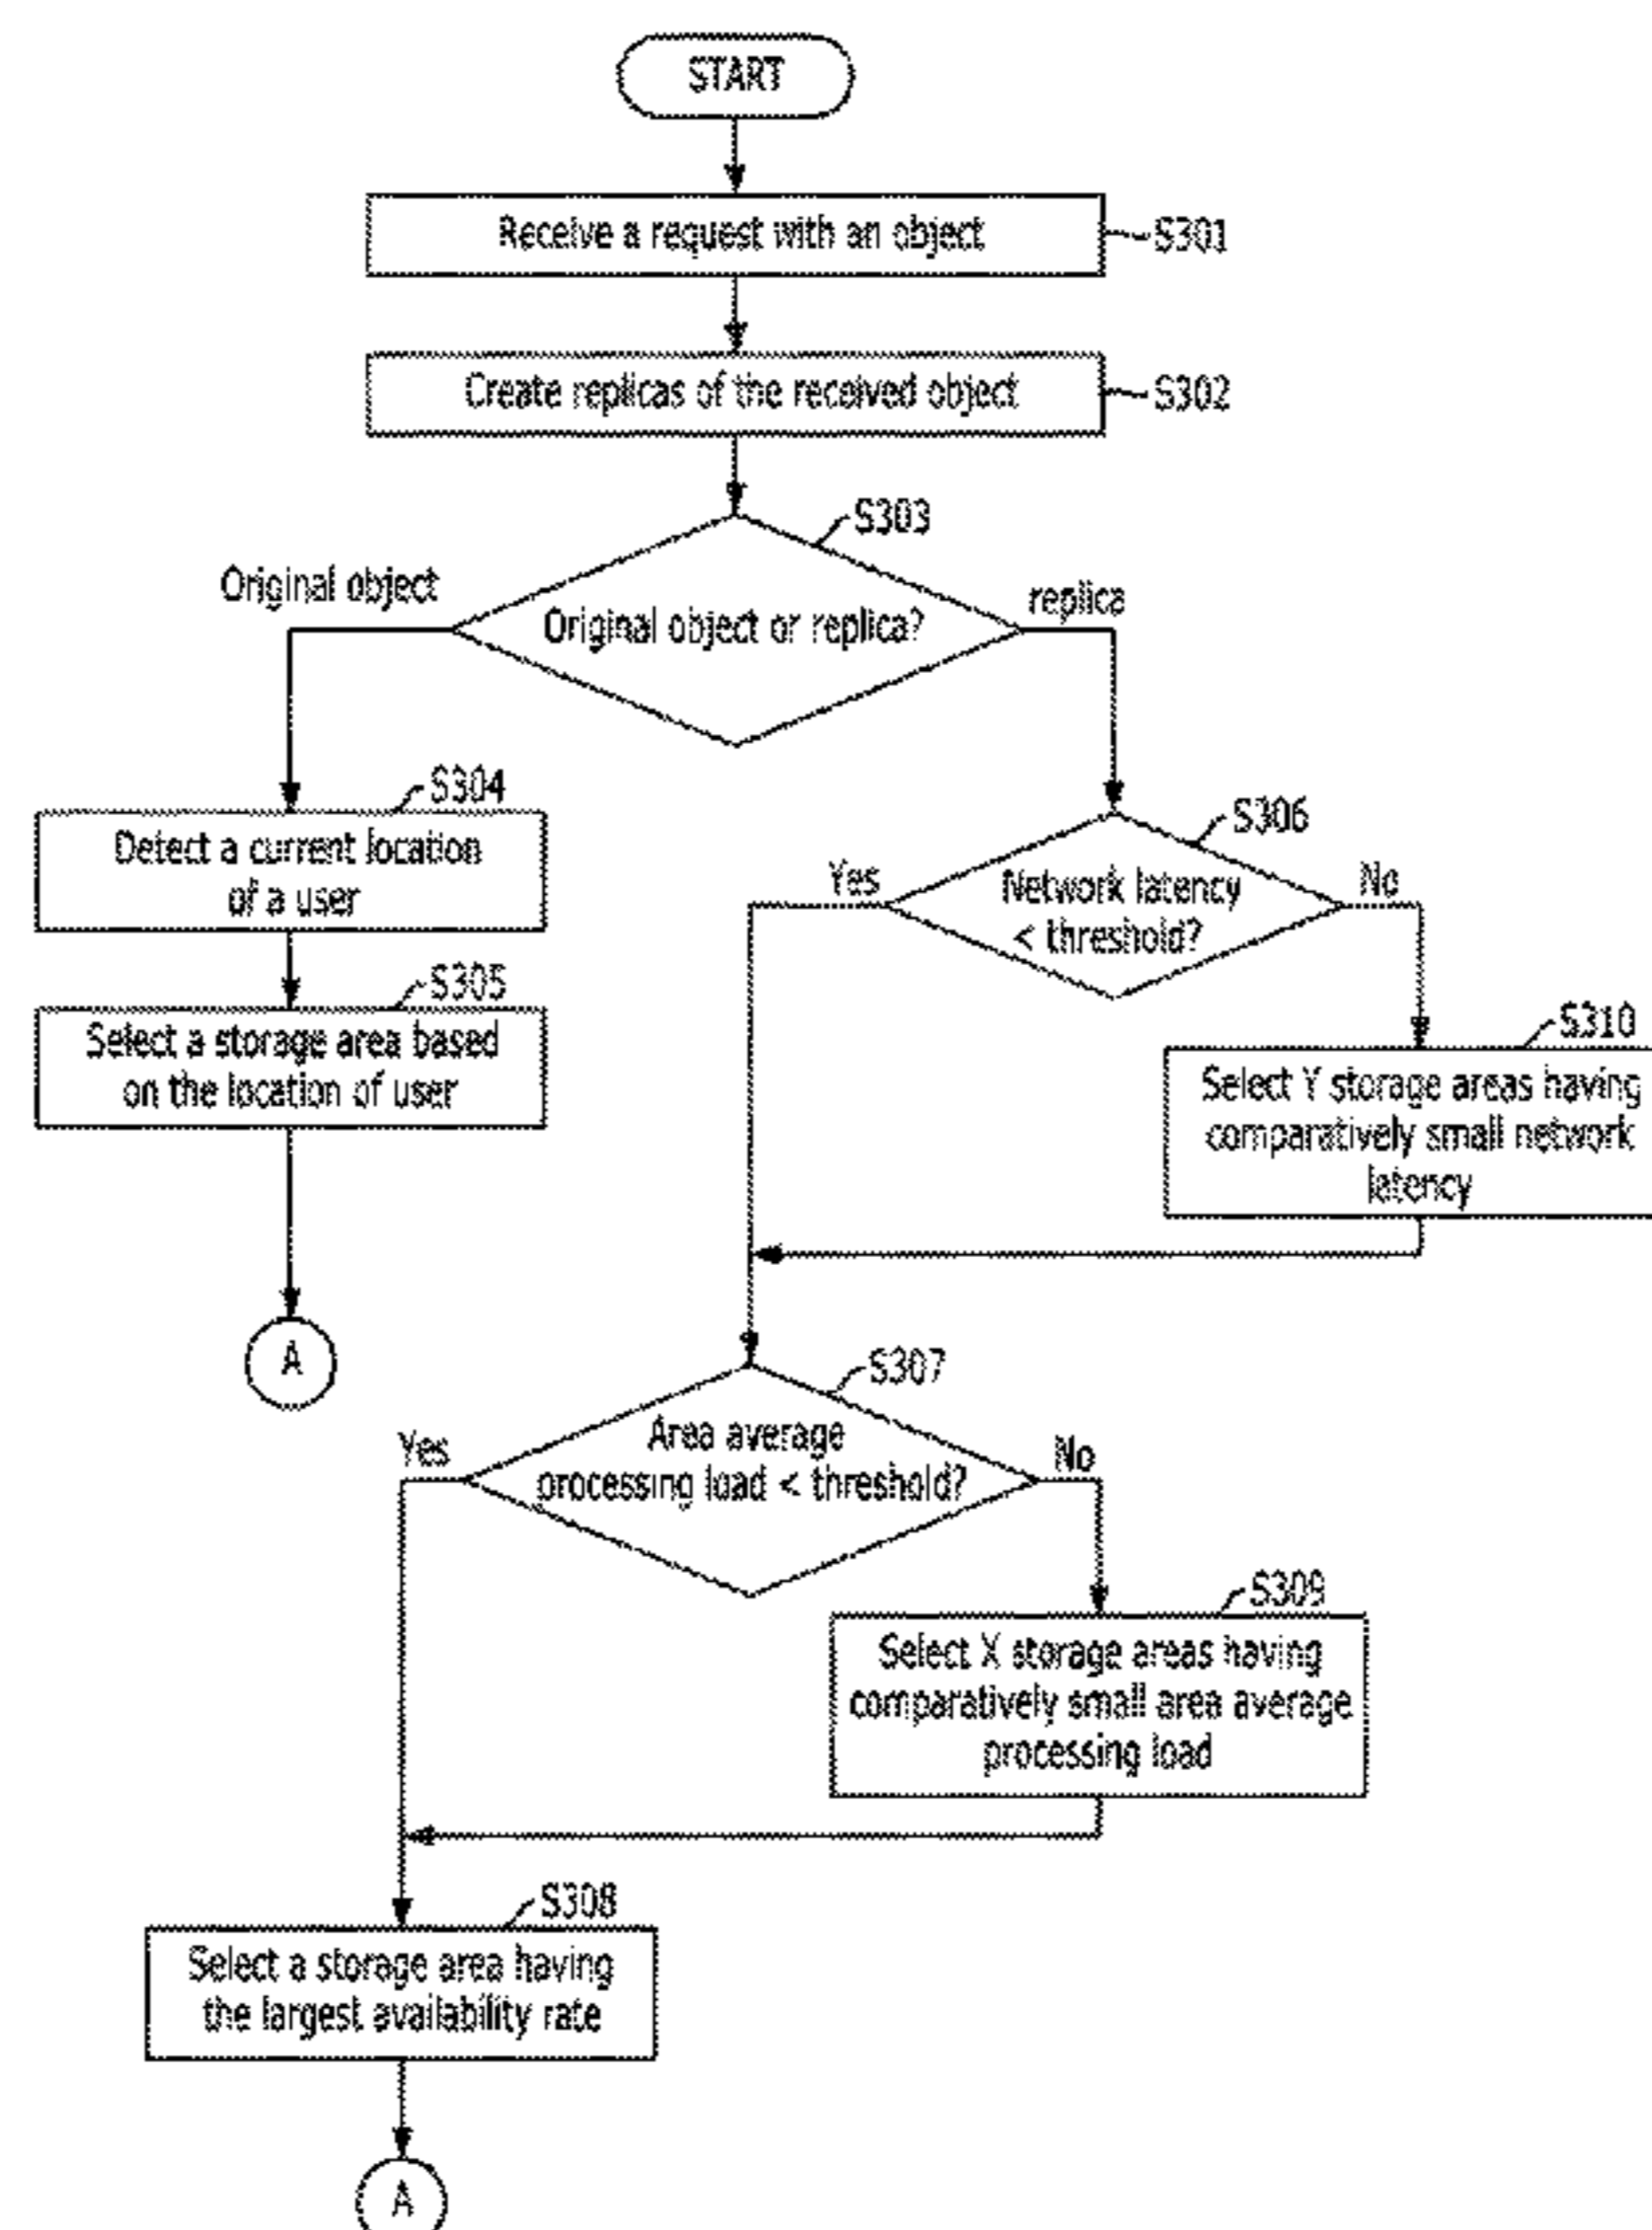 START
Receive a request with an object
S301
Create replicas of the received object
S302
S303
Original object
Original object or replica?
replica
S304
Detect a current location
of a user
S305
Select a storage area based
on the location of user
A
S306
Yes
Network latency
< threshold?
No
S310
Select Y storage areas having
comparatively small network
latency
S307
Yes
Area average
processing load < threshold?
No
S309
Select X storage areas having
comparatively small area average
processing load
S308
Select a storage area having
the largest availability rate
A